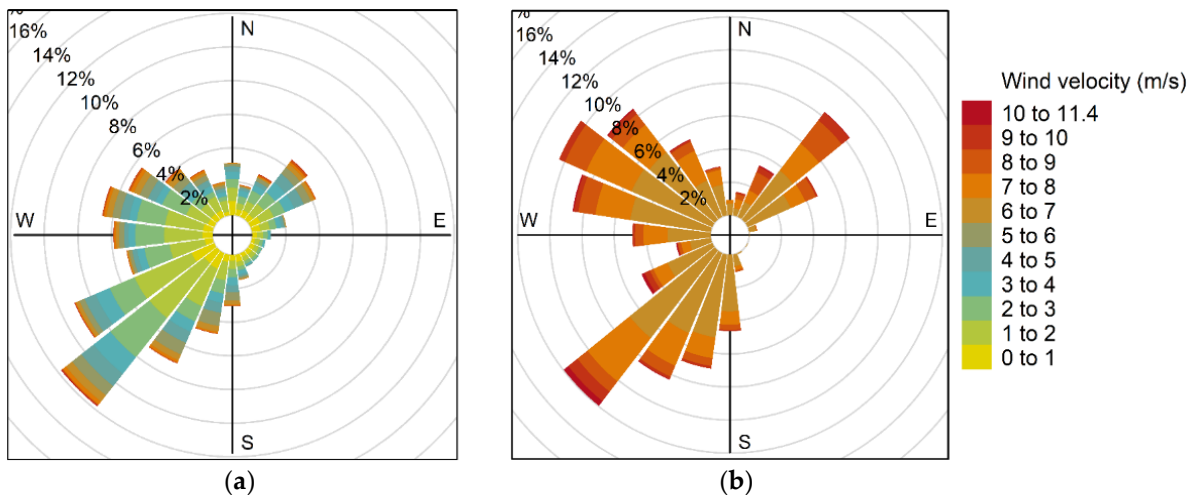 %
16%
14%
12%
10%
8%
6%
4%
2%
N
W
E
S
%
16%
14%
12%
10%
8%
6%
4%
2%
N
W
E
S
Wind velocity (m/s)
10 to 11.4
9 to 10
8 to 9
7 to 8
6 to 7
5 to 6
4 to 5
3 to 4
2 to 3
1 to 2
0 to 1
(a)
(b)